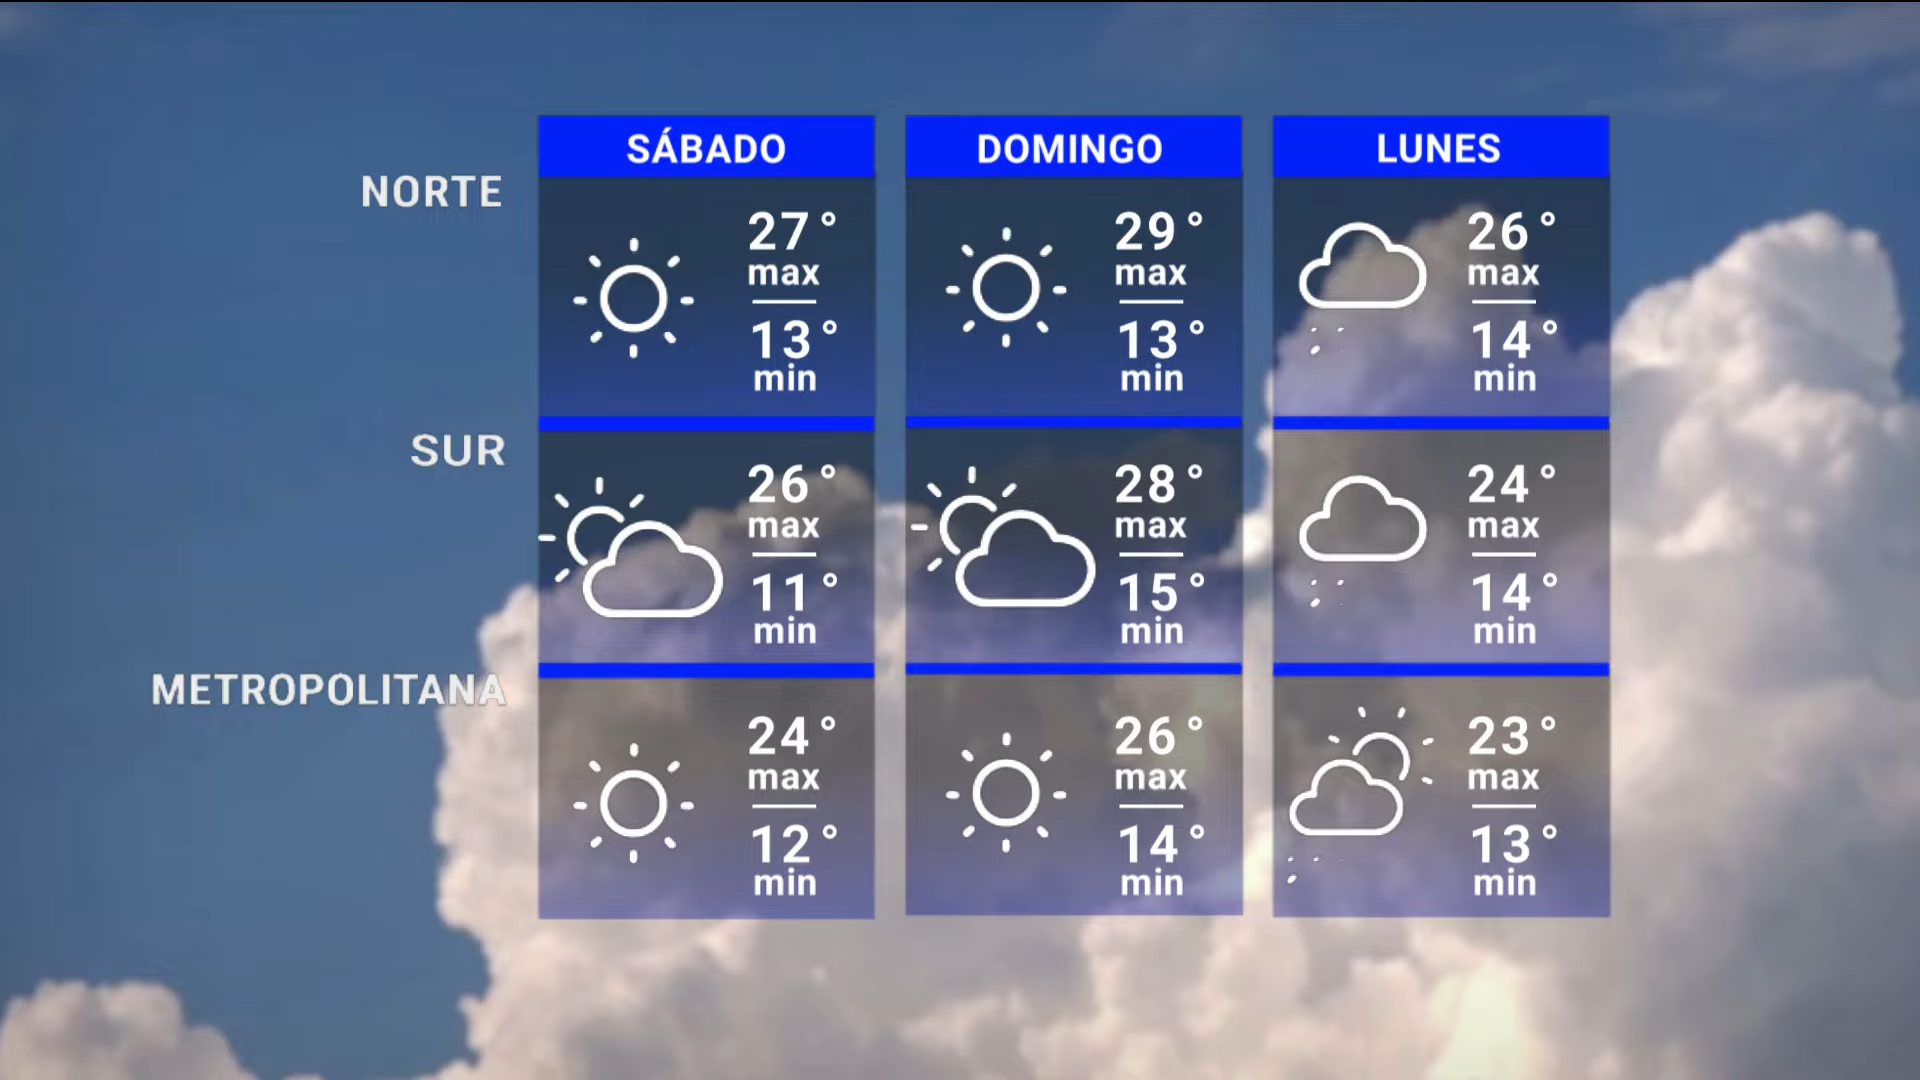 SÁBADO
DOMINGO
LUNES
NORTE
27°
max
13°
min
29°
max
13°
min
26°
max
14°
min
SUR
26°
max
11°
min
28°
max
15°
min
24°
max
14°
min
METROPOLITANA
24°
max
12°
min
26°
max
14°
min
23°
max
13°
min